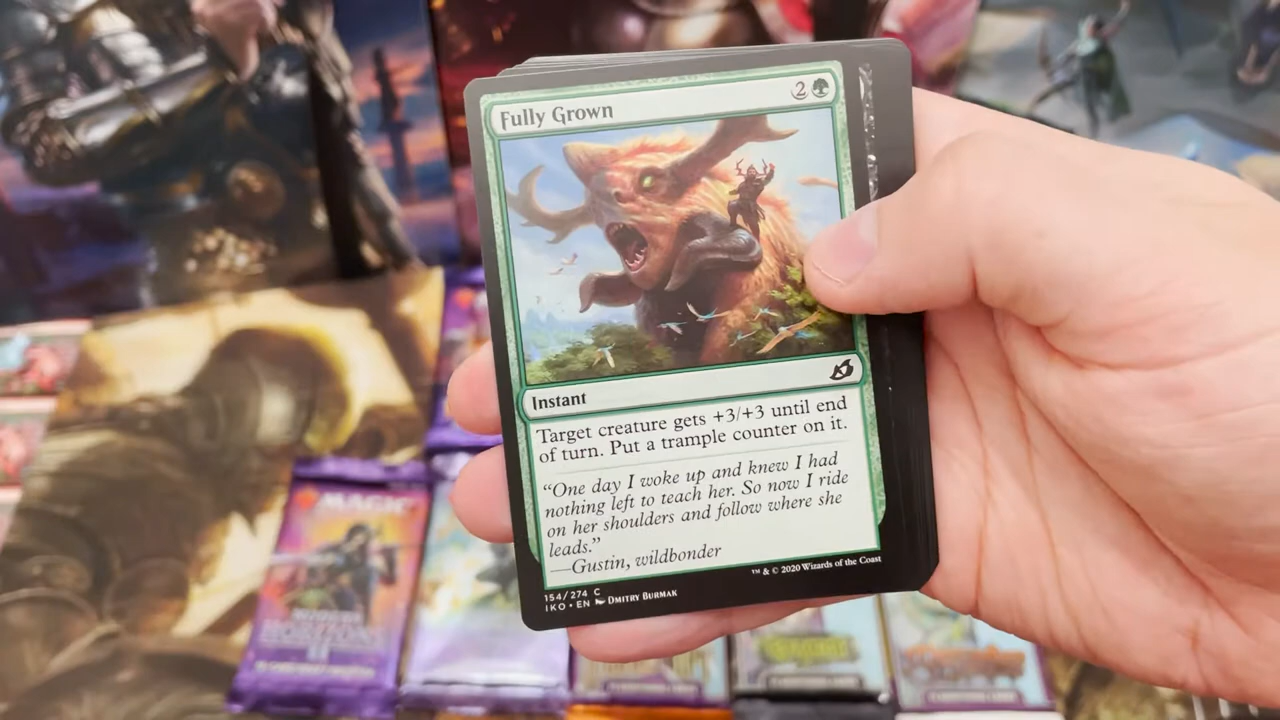 Fully Grown
2
Instant
Target creature gets +3/+3 until end
of turn. Put a trample counter on it.
“One day I woke up and knew I had
nothing left to teach her. So now I ride
on her shoulders and follow where she
leads.”
—Gustin, wildbonder
154/274 C
IKO • EN DMITRY BURMAK
™ & © 2020 Wizards of the Coast
MAGIC